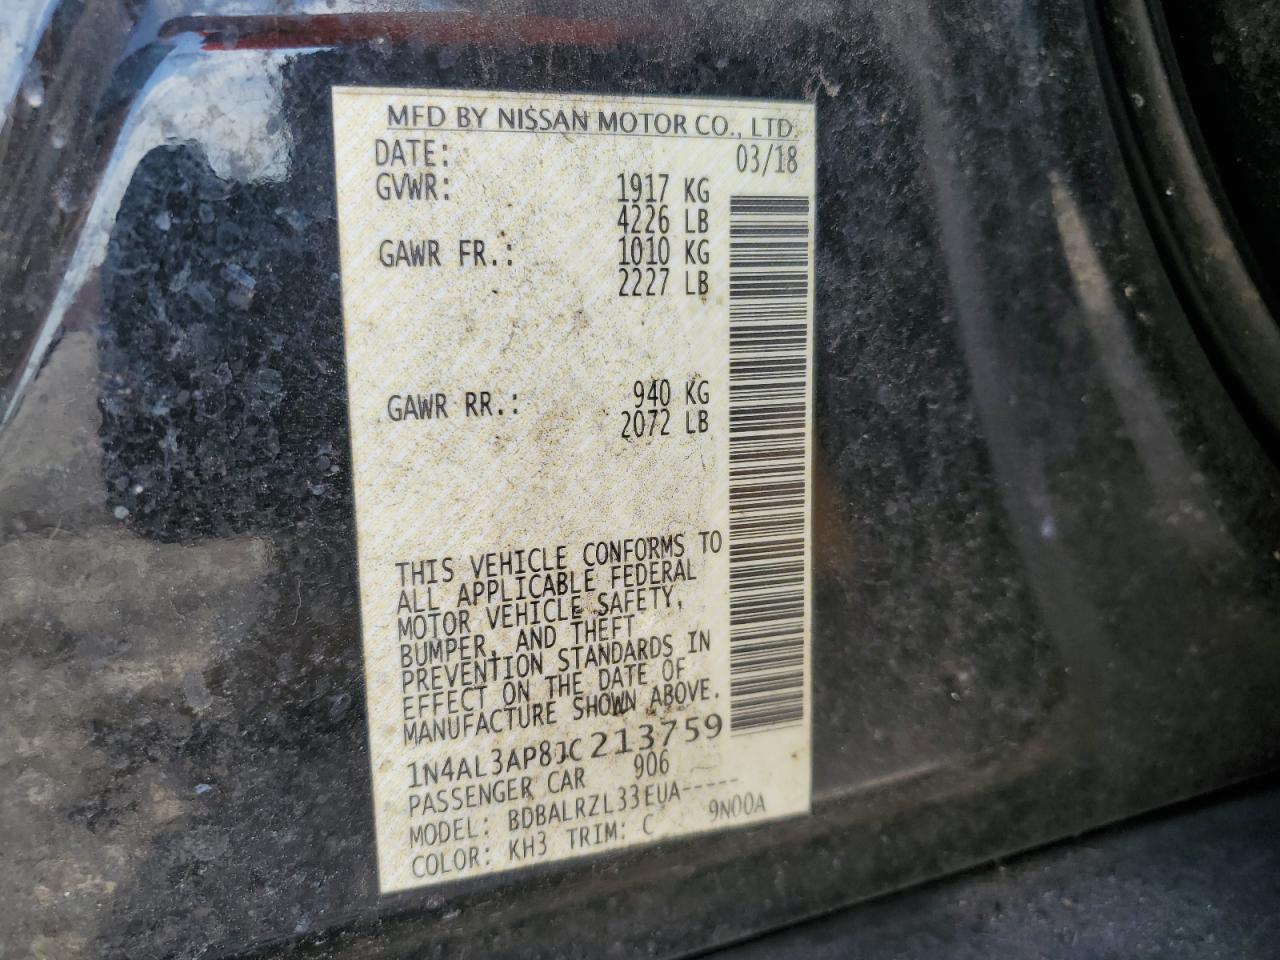 MFD BY NISSAN MOTOR CO., LTD.
DATE: 03/18
GVWR: 1917 KG
4226 LB
GAWR FR.: 1010 KG
2227 LB
GAWR RR.: 940 KG
2072 LB
THIS VEHICLE CONFORMS TO
ALL APPLICABLE FEDERAL
MOTOR VEHICLE SAFETY,
BUMPER, AND THEFT
PREVENTION STANDARDS IN
EFFECT ON THE DATE OF
MANUFACTURE SHOWN ABOVE.
1N4AL3AP8JC213759
PASSENGER CAR 906
MODEL: BDBALRZL33EUA-----
COLOR: KH3 TRIM: C 9N00A